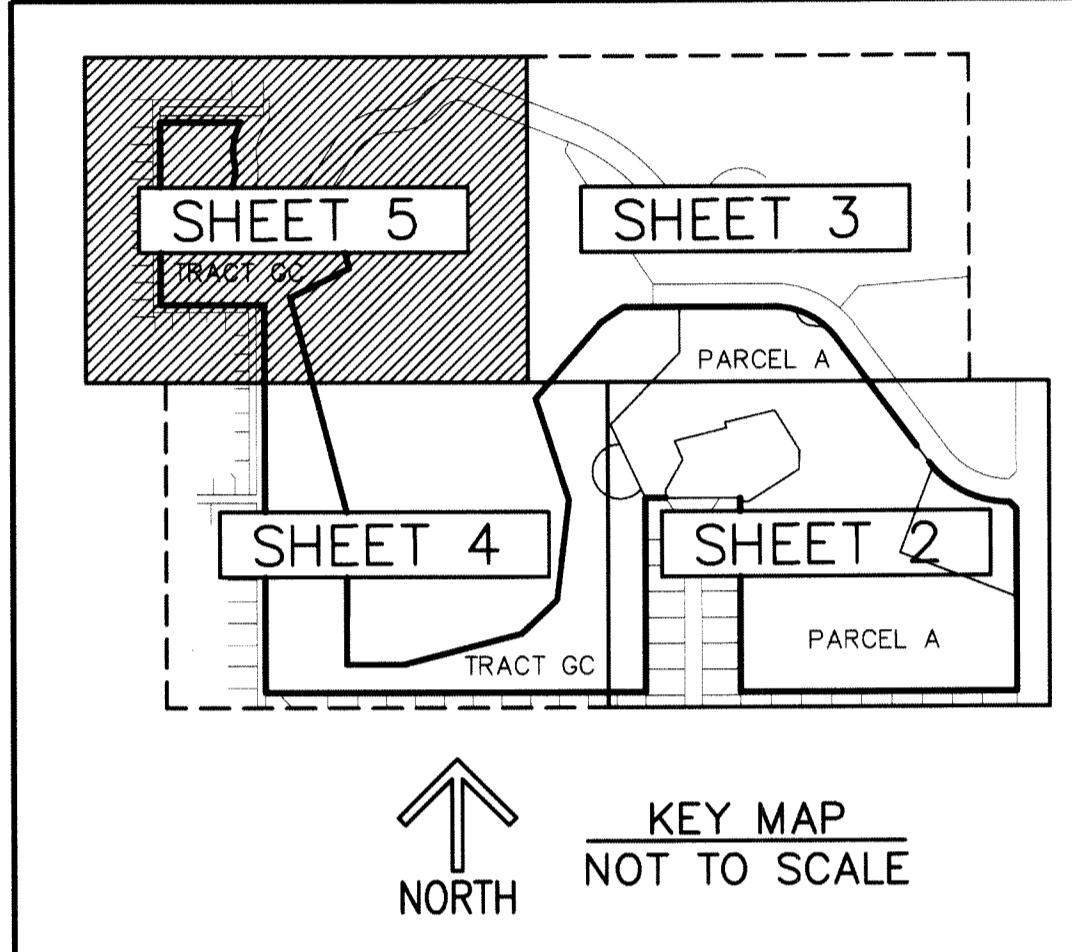 SHEET 5
SHEET 3
TRACT GC
PARCEL A
SHEET 4
SHEET 2
PARCEL A
TRACT GC
KEY MAP
NOT TO SCALE
NORTH